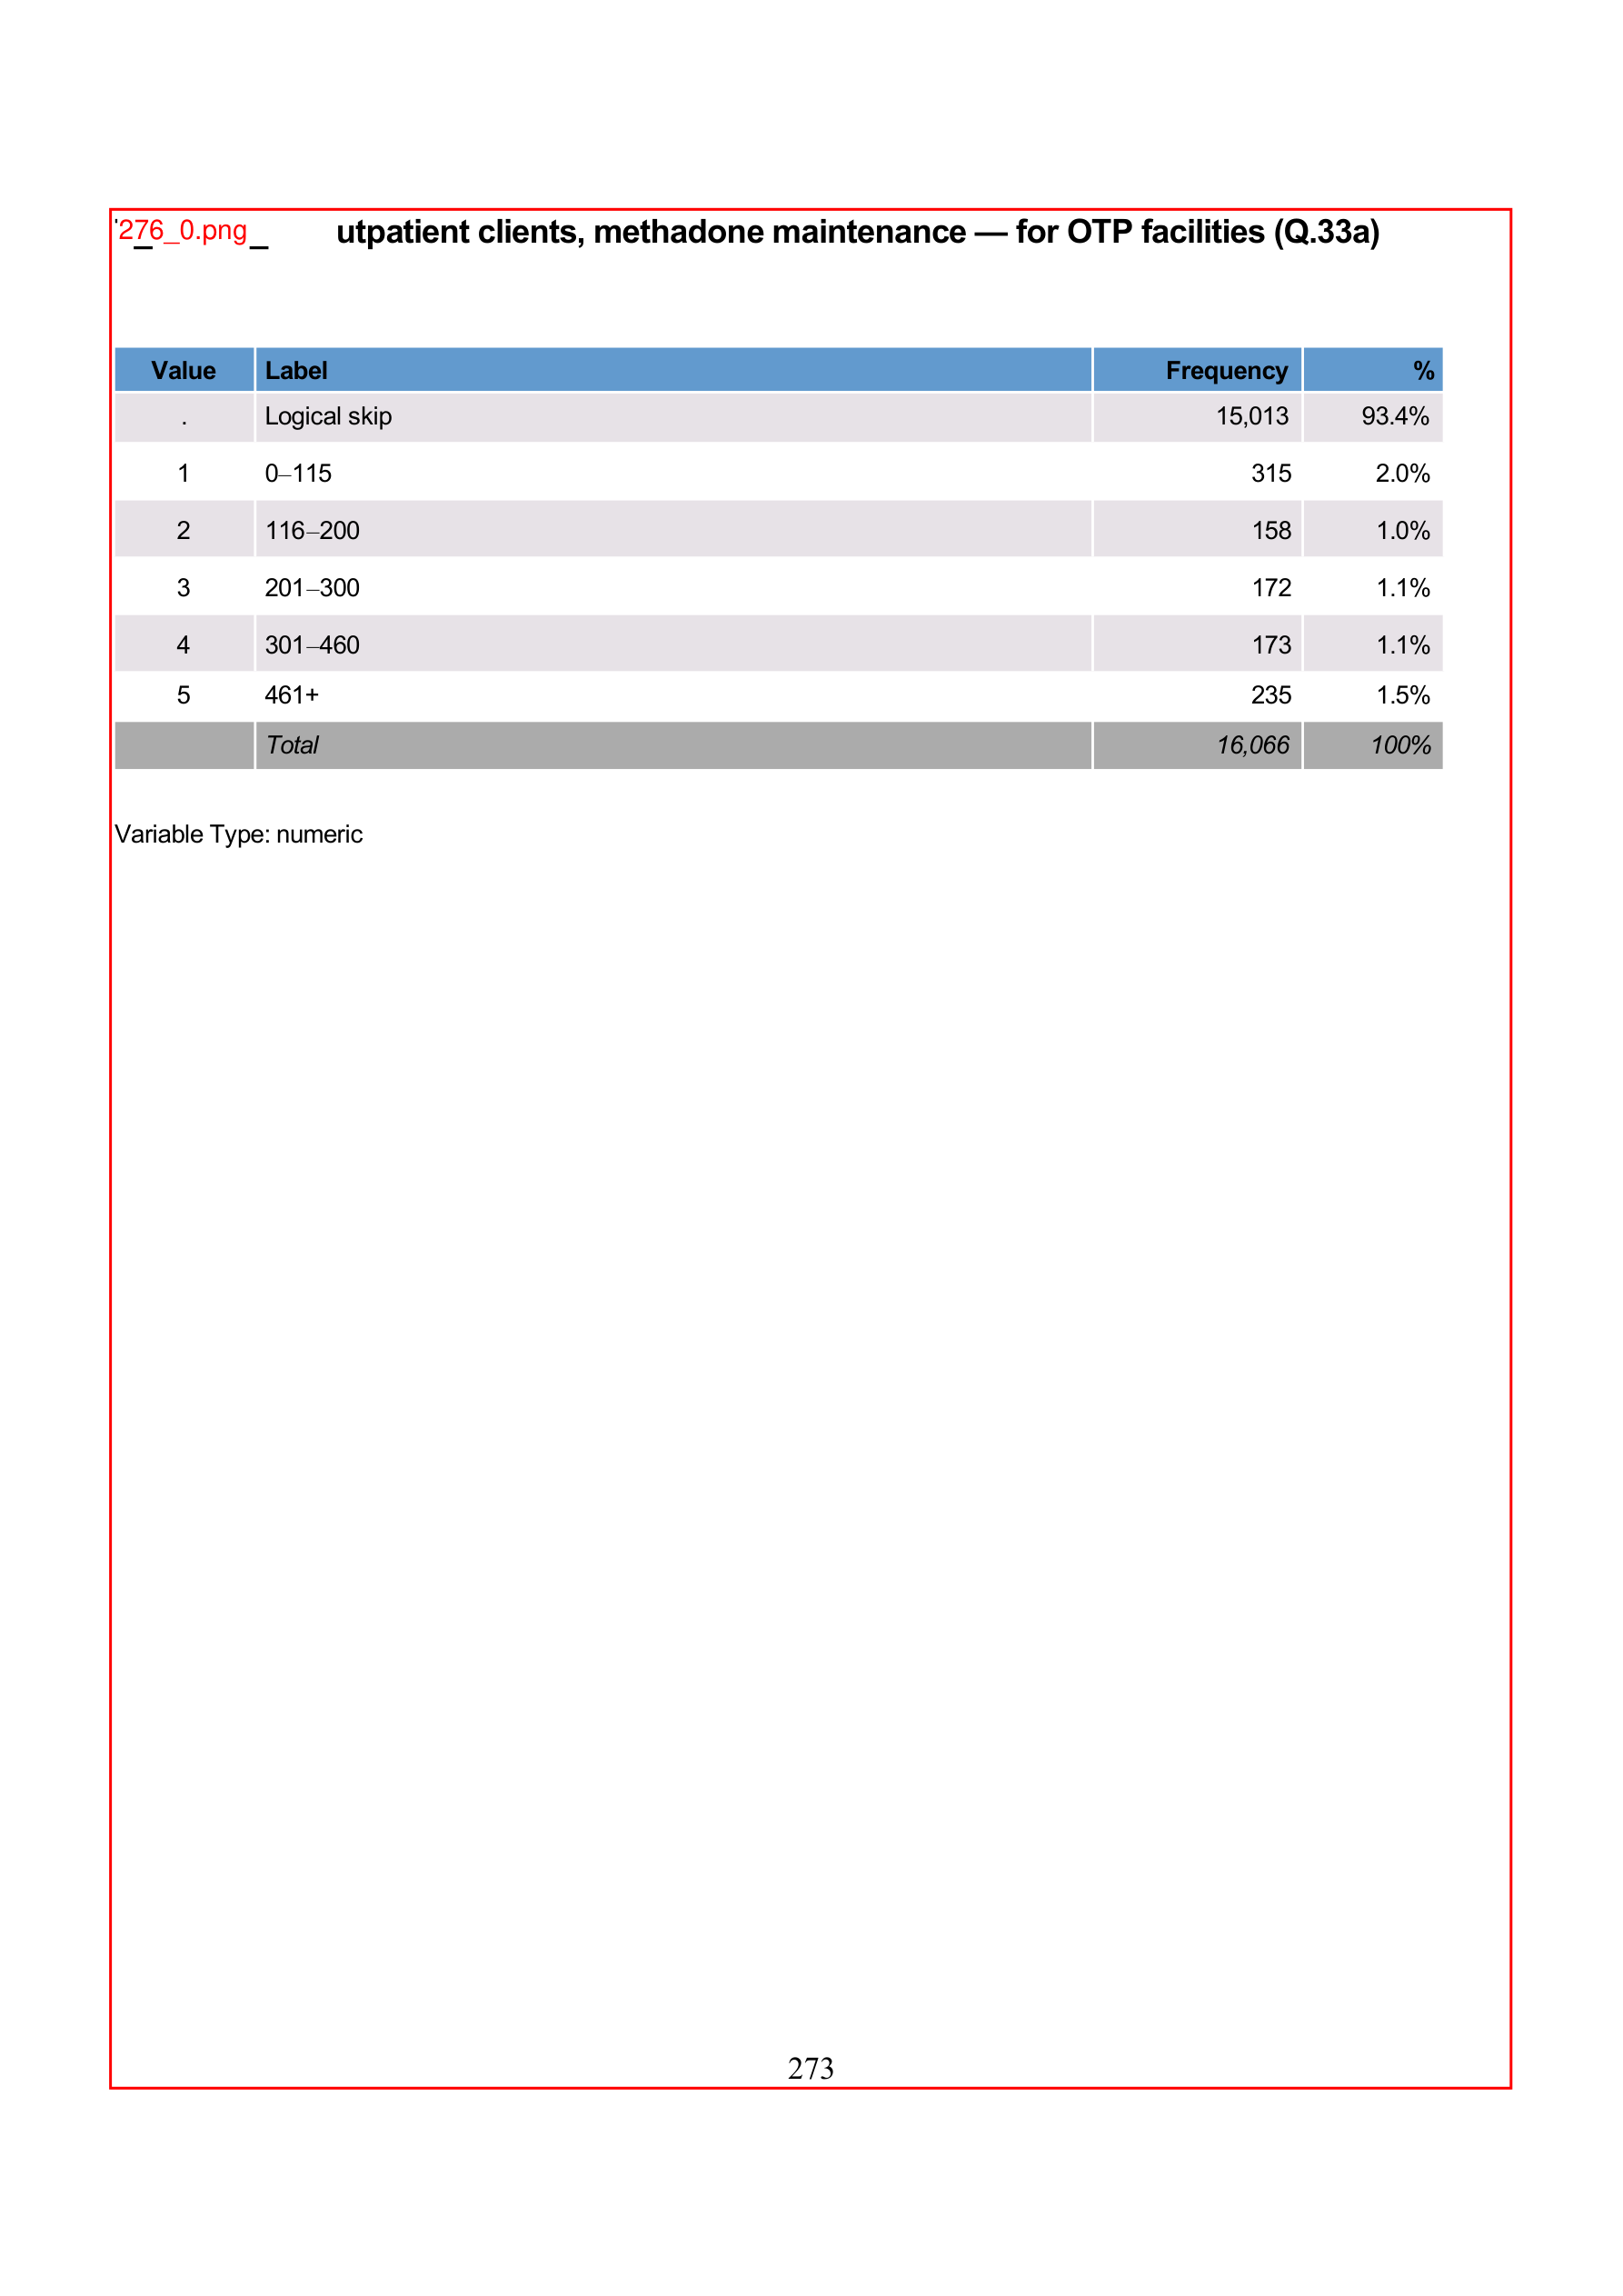 276_0.png utpatient clients, methadone maintenance — for OTP facilities (Q.33a)
Value Label Frequency %
. Logical skip 15,013 93.4%
1 0–115 315 2.0%
2 116–200 158 1.0%
3 201–300 172 1.1%
4 301–460 173 1.1%
5 461+ 235 1.5%
Total 16,066 100%
Variable Type: numeric
273